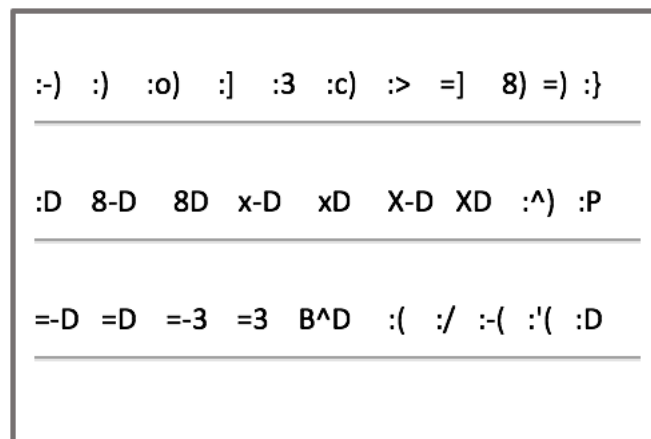 :-) :) :o) :] :3 :c) :> =] 8) =) :}
:D 8-D 8D x-D xD X-D XD :^) :P
=-D =D =-3 =3 B^D :( :/ :-( :'( :D